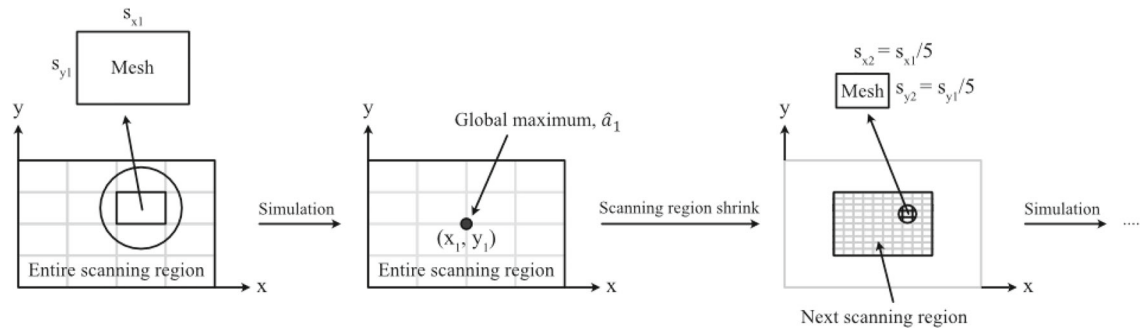 s_x1
s_y1
Mesh
y
Entire scanning region
x
Simulation
y
Global maximum, â_1
(x_1, y_1)
Entire scanning region
x
Scanning region shrink
s_x2 = s_x1/5
Mesh
s_y2 = s_y1/5
y
x
Next scanning region
Simulation
....